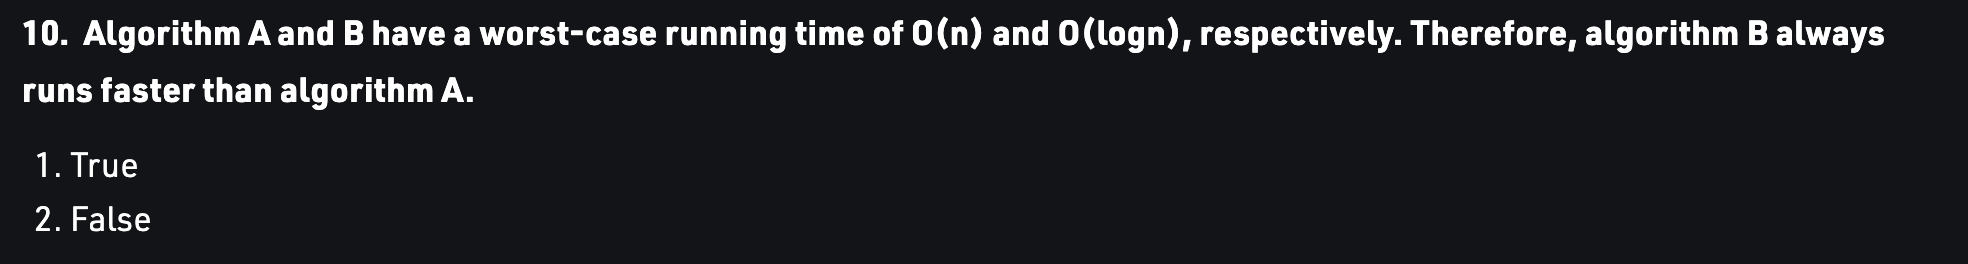 10. Algorithm A and B have a worst-case running time of O(n) and O(logn), respectively. Therefore, algorithm B always
runs faster than algorithm A.
1. True
2. False